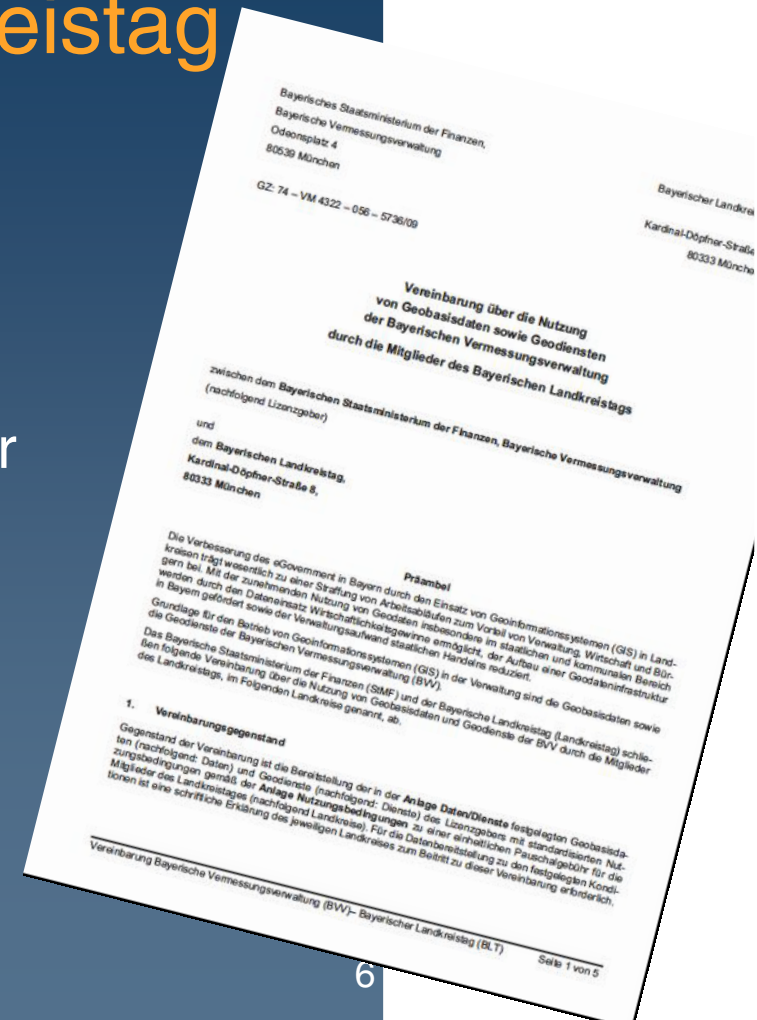 eistag
r
Bayerisches Staatsministerium der Finanzen,
Bayerische Vermessungsverwaltung
Odeonsplatz 4
80539 München
GZ: 74 – VM 4322 – 056 – 5736/09
Bayerischer Landkrei
Kardinal-Döpfner-Straße
80333 Münche
Vereinbarung über die Nutzung
von Geobasisdaten sowie Geodiensten
der Bayerischen Vermessungsverwaltung
durch die Mitglieder des Bayerischen Landkreistags
zwischen dem Bayerischen Staatsministerium der Finanzen, Bayerische Vermessungsverwaltung
(nachfolgend Lizenzgeber)
und
dem Bayerischen Landkreistag,
Kardinal-Döpfner-Straße 8,
80333 München
Präambel
Die Verbesserung des eGovernment in Bayern durch den Einsatz von Geoinformationssystemen (GIS) in Land-
kreisen trägt wesentlich zu einer Straffung von Arbeitsabläufen zum Vorteil von Verwaltung, Wirtschaft und Bür-
gern bei. Mit der zunehmenden Nutzung von Geodaten insbesondere im staatlichen und kommunalen Bereich
werden durch den Dateneinsatz Wirtschaftlichkeitsgewinne ermöglicht, der Aufbau einer Geodateninfrastruktur
in Bayern gefördert sowie der Verwaltungsaufwand staatlichen Handelns reduziert.
Grundlage für den Betrieb von Geoinformationssystemen (GIS) in der Verwaltung sind die Geobasisdaten sowie
die Geodienste der Bayerischen Vermessungsverwaltung (BVV).
Das Bayerische Staatsministerium der Finanzen (StMF) und der Bayerische Landkreistag (Landkreistag) schlie-
ßen folgende Vereinbarung über die Nutzung von Geobasisdaten und Geodienste der BVV durch die Mitglieder
des Landkreistags, im Folgenden Landkreise genannt, ab.
1. Vereinbarungsgegenstand
Gegenstand der Vereinbarung ist die Bereitstellung der in der Anlage Daten/Dienste festgelegten Geobasisda-
ten (nachfolgend: Daten) und Geodienste (nachfolgend: Dienste) des Lizenzgebers mit standardisierten Nut-
zungsbedingungen gemäß der Anlage Nutzungsbedingungen zu einer einheitlichen Pauschalgebühr für die
Mitglieder des Landkreistages (nachfolgend Landkreise). Für die Datenbereitstellung zu den festgelegten Kondi-
tionen ist eine schriftliche Erklärung des jeweiligen Landkreises zum Beitritt zu dieser Vereinbarung erforderlich.
Vereinbarung Bayerische Vermessungsverwaltung (BVV)– Bayerischer Landkreistag (BLT)
Seite 1 von 5
6